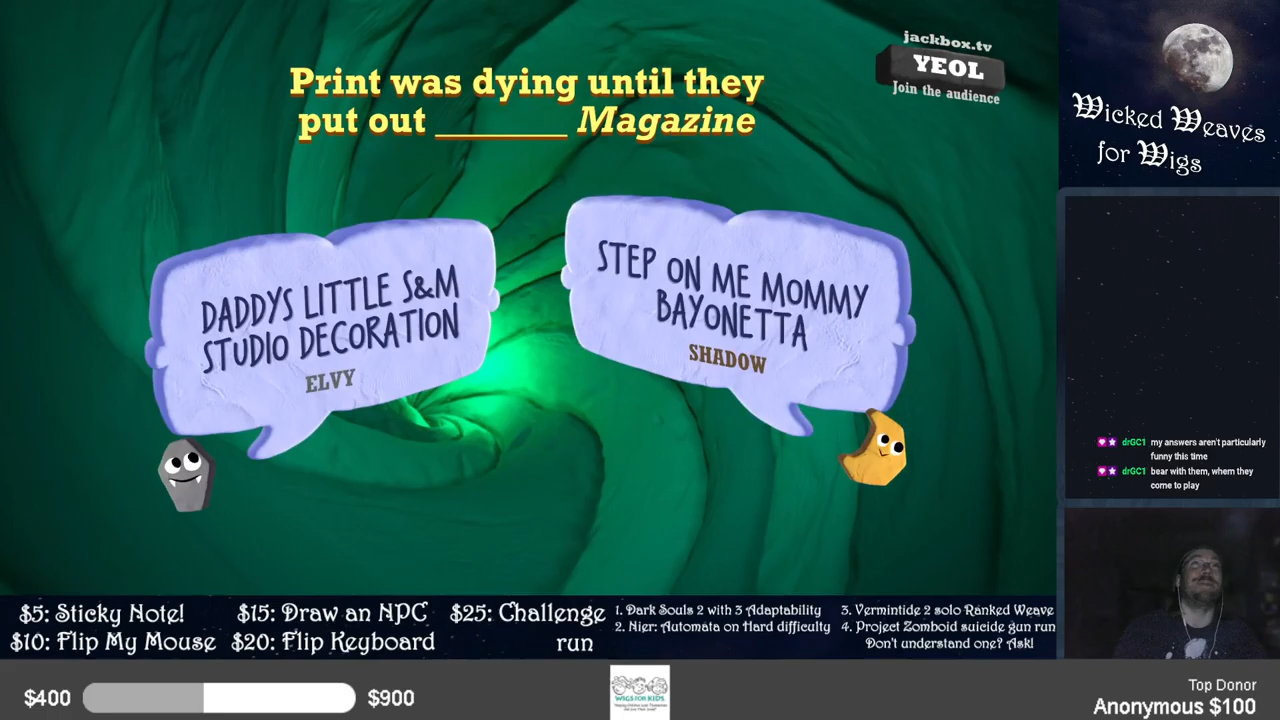 Print was dying until they
put out _______ Magazine
jackbox.tv
YEOL
Join the audience
DADDYS LITTLE S&M
STUDIO DECORATION
ELVY
STEP ON ME MOMMY
BAYONETTA
SHADOW
Wicked Weaves
for Wigs
drGC1 my answers aren't particularly
funny this time
drGC1 bear with them, whem they
come to play
$5: Sticky Note!
$10: Flip My Mouse
$15: Draw an NPC
$20: Flip Keyboard
$25: Challenge
run
1. Dark Souls 2 with 3 Adaptability
2. Nier: Automata on Hard difficulty
3. Vermintide 2 solo Ranked Weave
4. Project Zomboid suicide gun run
Don't understand one? Ask!
$400
$900
WIGS FOR KIDS
Top Donor
Anonymous $100